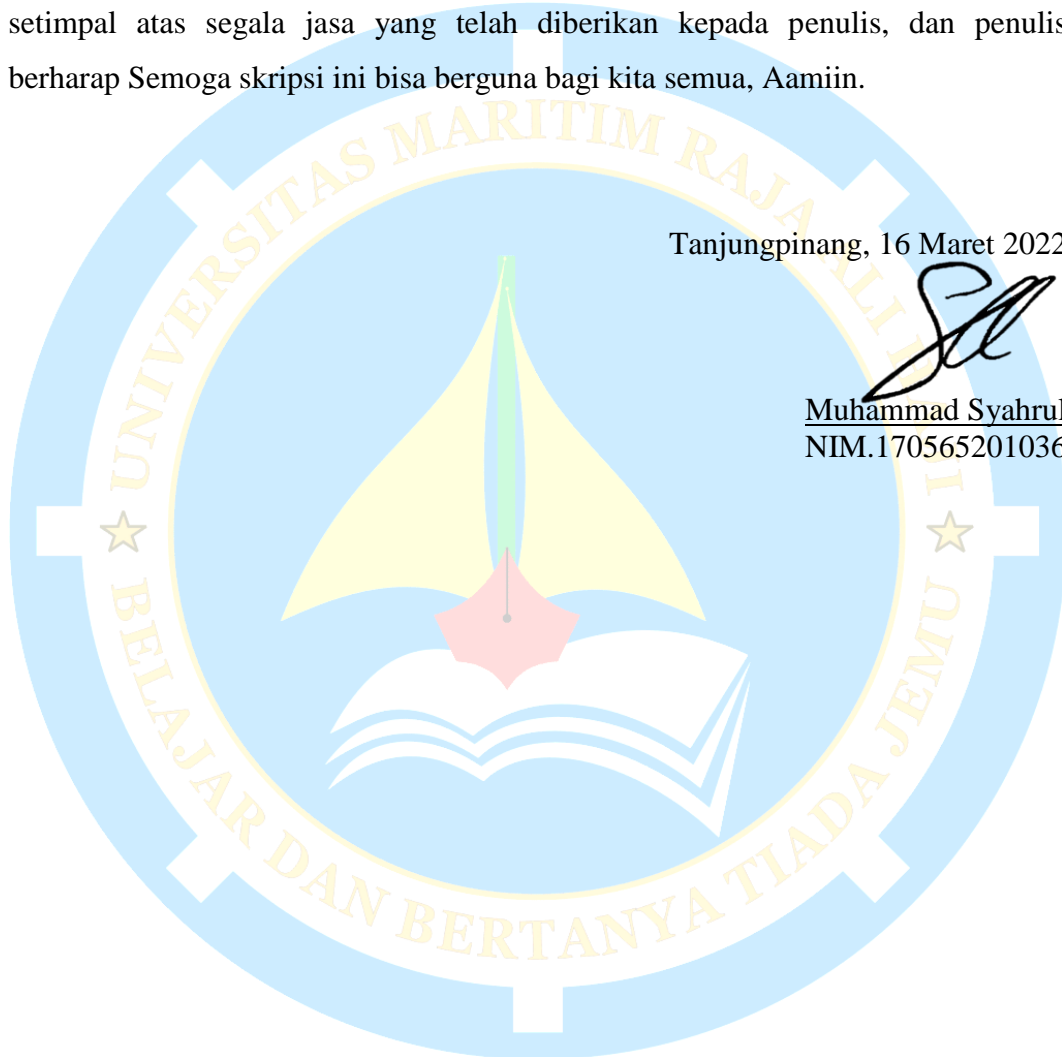 setimpal atas segala jasa yang telah diberikan kepada penulis, dan penulis
berharap Semoga skripsi ini bisa berguna bagi kita semua, Aamiin.
Tanjungpinang, 16 Maret 2022
Muhammad Syahrul
NIM.170565201036
UNIVERSITAS MARITIM RAJA ALI HAJI
BELAJAR DAN BERTANYA TIADA JEMU